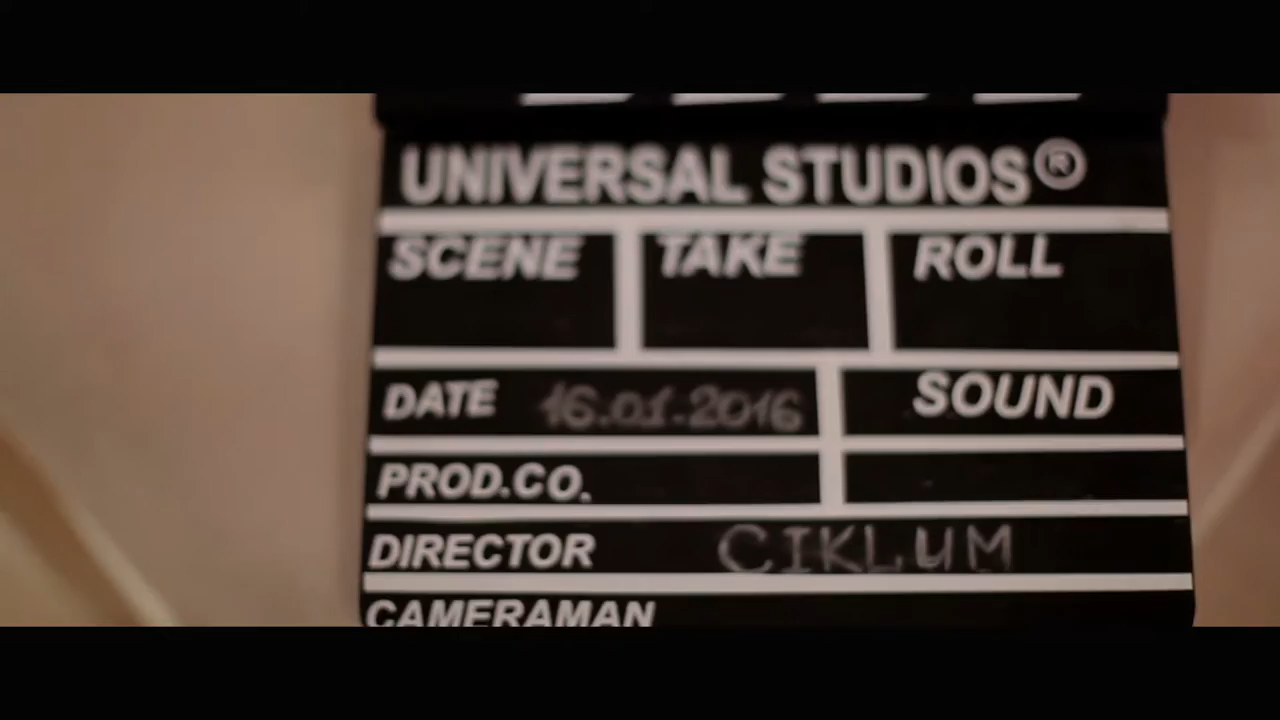 UNIVERSAL STUDIOS®
SCENE TAKE ROLL
DATE 16.01.2016 SOUND
PROD.CO.
DIRECTOR CIKLUM
CAMERAMAN